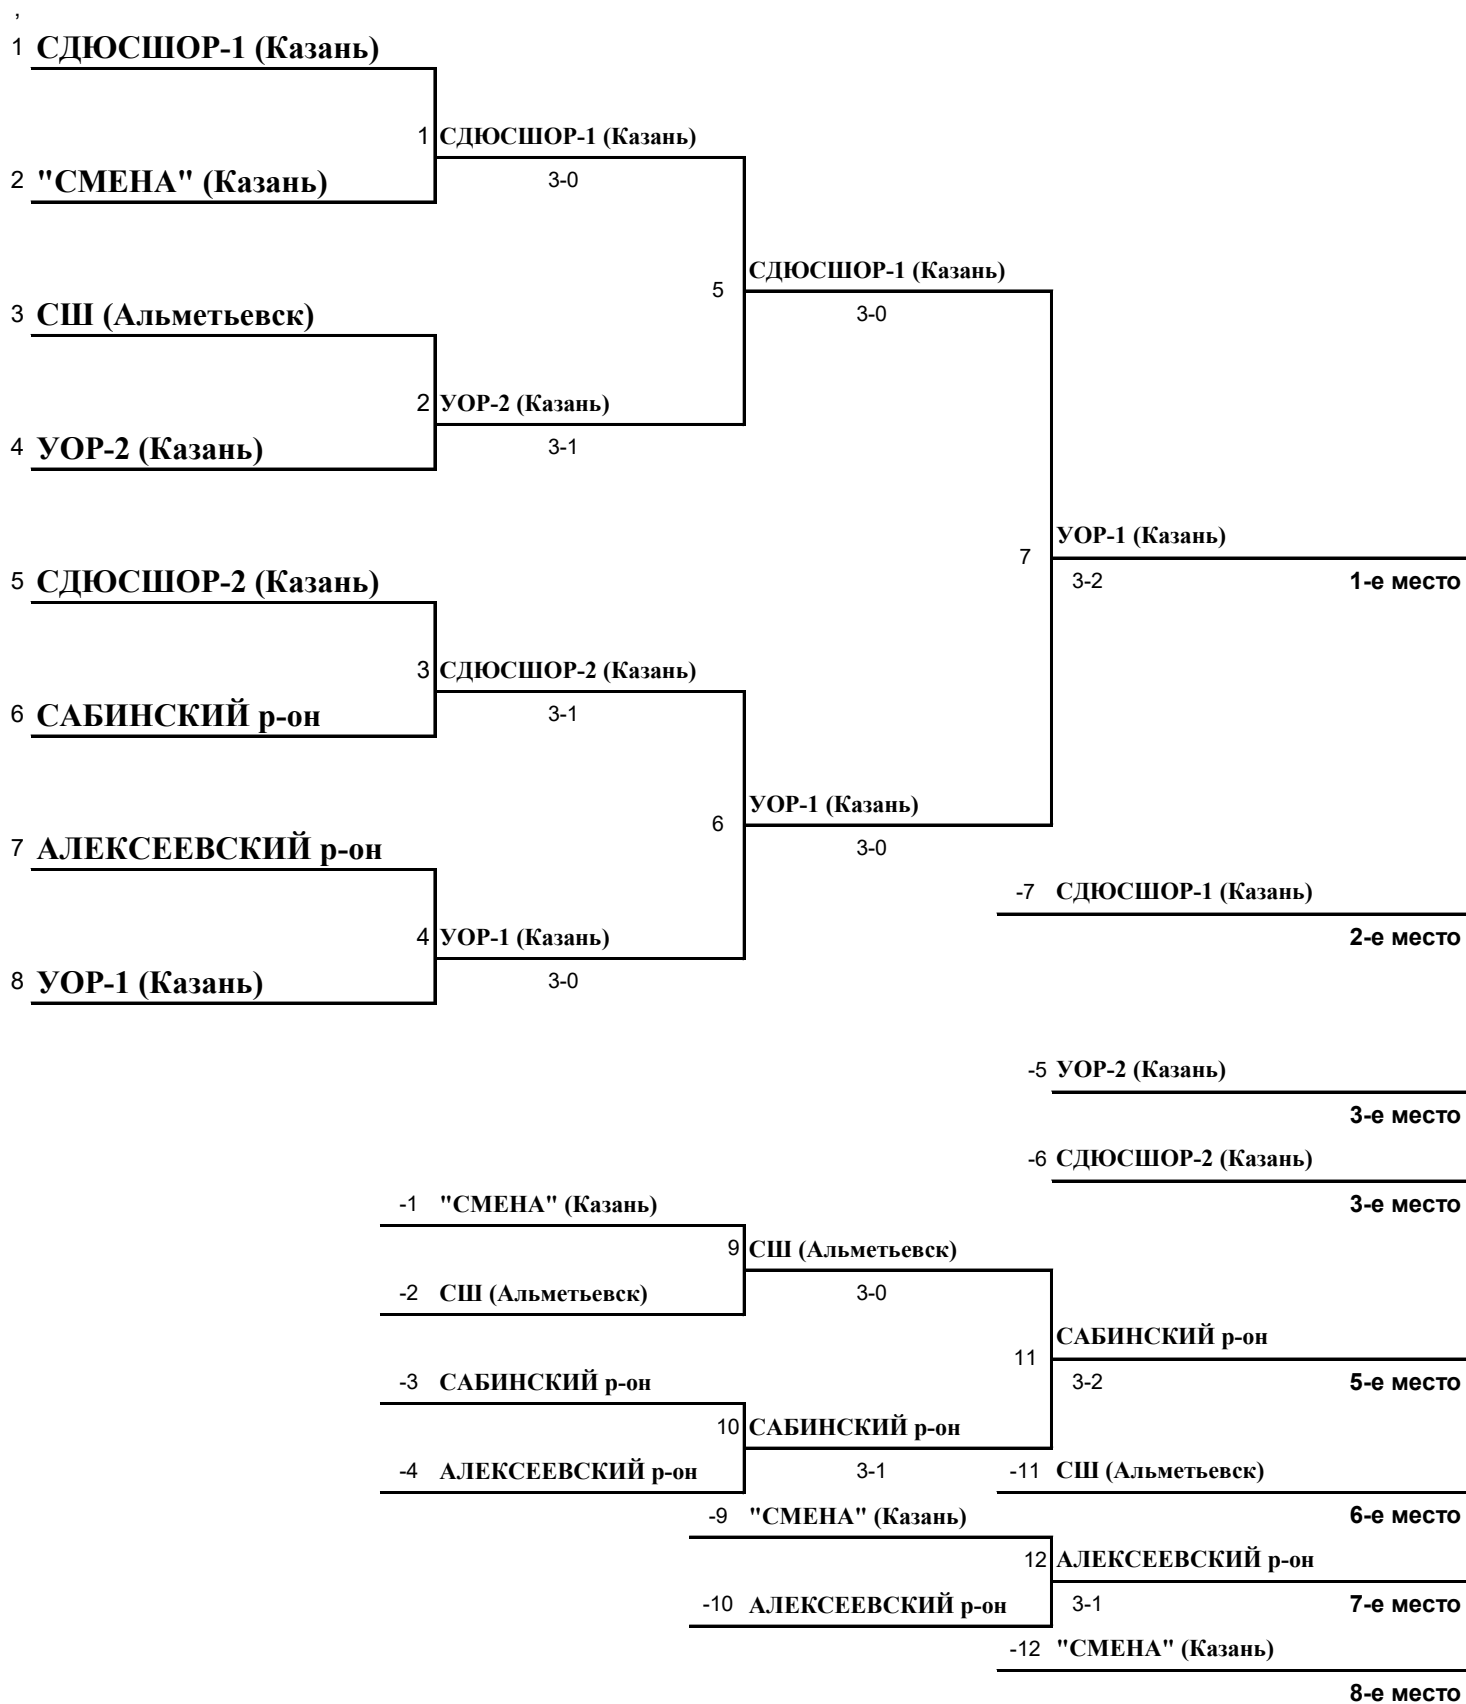 ,
1 СДЮСШОР-1 (Казань)
1 СДЮСШОР-1 (Казань)
2 "СМЕНА" (Казань) 3-0
СДЮСШОР-1 (Казань)
5
3 СШ (Альметьевск) 3-0
2 УОР-2 (Казань)
4 УОР-2 (Казань) 3-1
УОР-1 (Казань)
7
5 СДЮСШОР-2 (Казань) 3-2 1-е место
3 СДЮСШОР-2 (Казань)
6 САБИНСКИЙ р-он 3-1
УОР-1 (Казань)
6
7 АЛЕКСЕЕВСКИЙ р-он 3-0
-7 СДЮСШОР-1 (Казань)
4 УОР-1 (Казань) 2-е место
8 УОР-1 (Казань) 3-0
-5 УОР-2 (Казань)
3-е место
-6 СДЮСШОР-2 (Казань)
-1 "СМЕНА" (Казань) 3-е место
9 СШ (Альметьевск)
-2 СШ (Альметьевск) 3-0
САБИНСКИЙ р-он
11
-3 САБИНСКИЙ р-он 3-2 5-е место
10 САБИНСКИЙ р-он
-4 АЛЕКСЕЕВСКИЙ р-он 3-1 -11 СШ (Альметьевск)
-9 "СМЕНА" (Казань) 6-е место
12 АЛЕКСЕЕВСКИЙ р-он
-10 АЛЕКСЕЕВСКИЙ р-он 3-1 7-е место
-12 "СМЕНА" (Казань)
8-е место